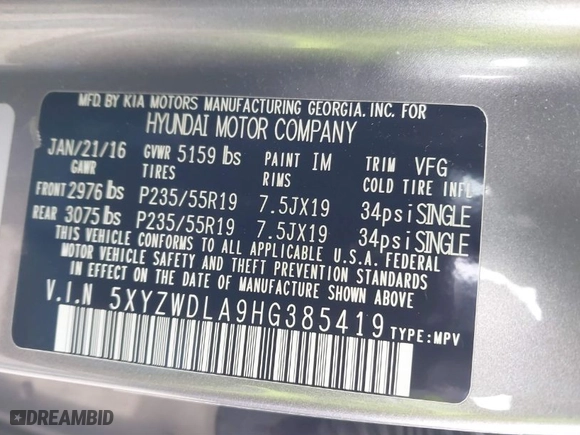 MFD. BY KIA MOTORS MANUFACTURING GEORGIA. INC. FOR
HYUNDAI MOTOR COMPANY
JAN/21/16 GVWR 5159 lbs PAINT IM TRIM VFG
GAWR TIRES RIMS COLD TIRE INFL
FRONT 2976 lbs P235/55R19 7.5JX19 34psi SINGLE
REAR 3075 lbs P235/55R19 7.5JX19 34psi SINGLE
THIS VEHICLE CONFORMS TO ALL APPLICABLE U.S.A. FEDERAL
MOTOR VEHICLE SAFETY AND THEFT PREVENTION STANDARDS
IN EFFECT ON THE DATE OF MANUFACTURE SHOWN ABOVE.
V.I.N 5XYZWDLA9HG385419 TYPE:MPV
DREAMBID